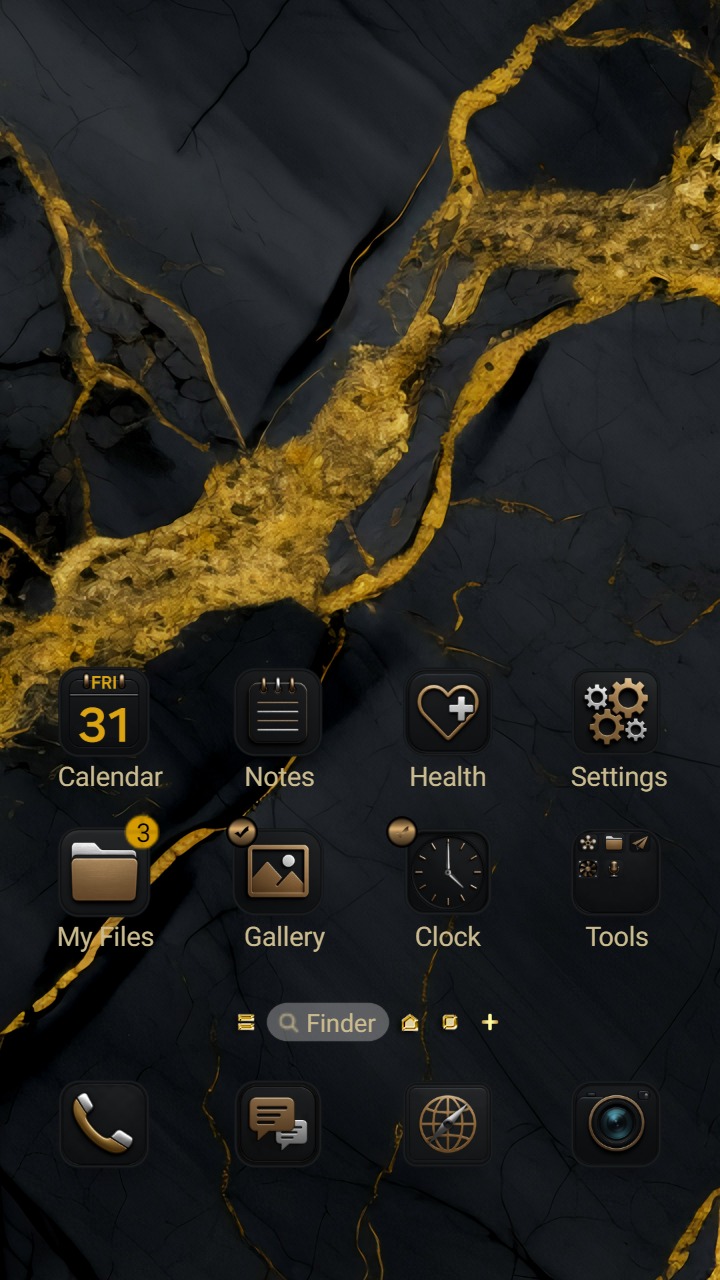 FRI
31
Calendar
Notes
Health
Settings
3
My Files
Gallery
Clock
Tools
Finder